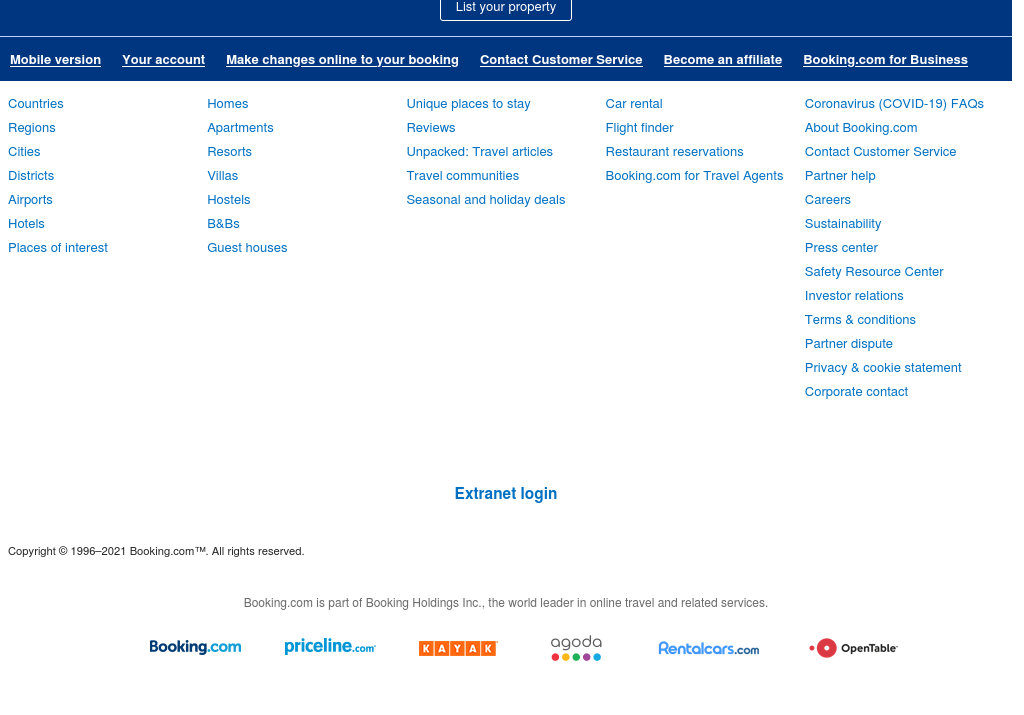 List your property
Mobile version Your account Make changes online to your booking Contact Customer Service Become an affiliate Booking.com for Business
Countries
Regions
Cities
Districts
Airports
Hotels
Places of interest
Homes
Apartments
Resorts
Villas
Hostels
B&Bs
Guest houses
Unique places to stay
Reviews
Unpacked: Travel articles
Travel communities
Seasonal and holiday deals
Car rental
Flight finder
Restaurant reservations
Booking.com for Travel Agents
Coronavirus (COVID-19) FAQs
About Booking.com
Contact Customer Service
Partner help
Careers
Sustainability
Press center
Safety Resource Center
Investor relations
Terms & conditions
Partner dispute
Privacy & cookie statement
Corporate contact
Extranet login
Copyright © 1996–2021 Booking.com™. All rights reserved.
Booking.com is part of Booking Holdings Inc., the world leader in online travel and related services.
Booking.com priceline.com KAYAK agoda Rentalcars.com OpenTable